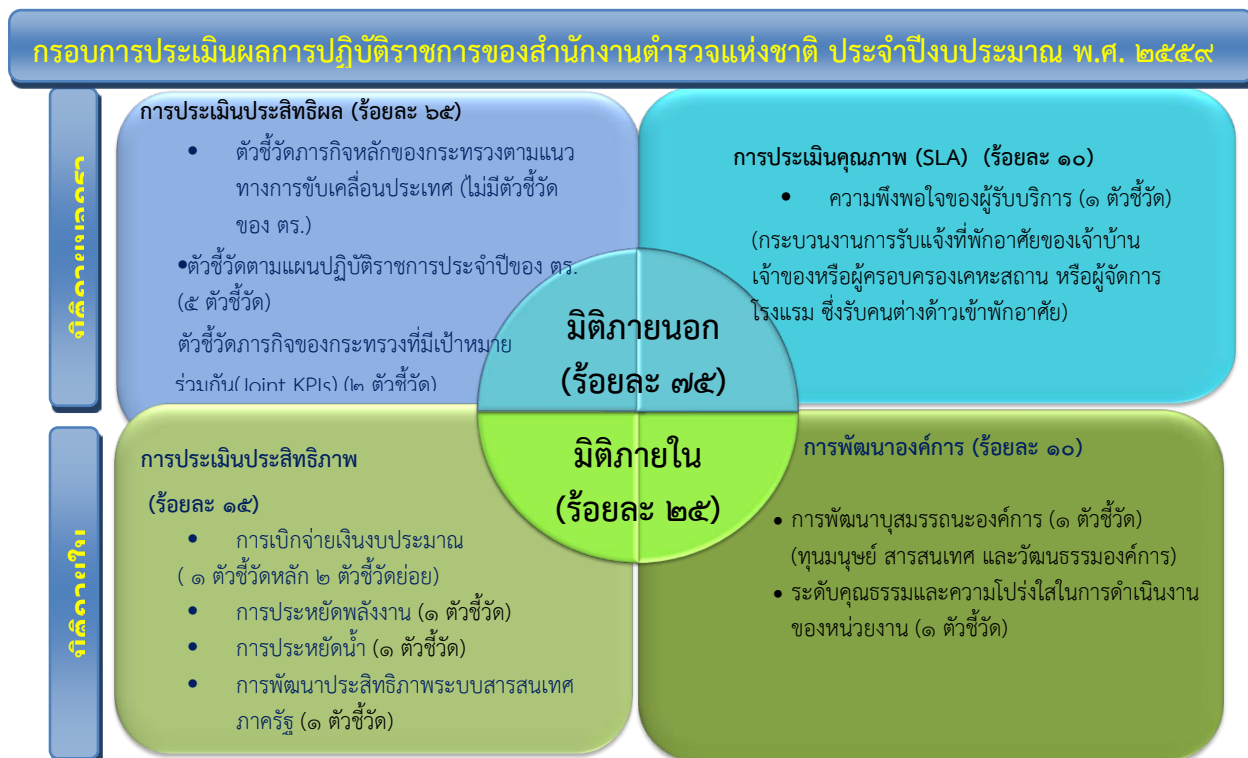 กรอบการประเมินผลการปฏิบัติราชการของสำนักงานตำรวจแห่งชาติ ประจำปีงบประมาณ พ.ศ. ๒๕๕๙
การประเมินประสิทธิผล (ร้อยละ ๖๕)
• ตัวชี้วัดภารกิจหลักของกระทรวงตามแนว
ทางการขับเคลื่อนประเทศ (ไม่มีตัวชี้วัด
ของ ตร.)
•ตัวชี้วัดตามแผนปฏิบัติราชการประจำปีของ ตร.
(๕ ตัวชี้วัด)
ตัวชี้วัดภารกิจของกระทรวงที่มีเป้าหมาย
ร่วมกัน(Joint KPIs) (๒ ตัวชี้วัด)
การประเมินคุณภาพ (SLA) (ร้อยละ ๑๐)
• ความพึงพอใจของผู้รับบริการ (๑ ตัวชี้วัด)
(กระบวนงานการรับแจ้งที่พักอาศัยของเจ้าบ้าน
เจ้าของหรือผู้ครอบครองเคหะสถาน หรือผู้จัดการ
โรงแรม ซึ่งรับคนต่างด้าวเข้าพักอาศัย)
มิติภายนอก
(ร้อยละ ๗๕)
มิติภายใน
(ร้อยละ ๒๕)
การประเมินประสิทธิภาพ
(ร้อยละ ๑๕)
• การเบิกจ่ายเงินงบประมาณ
( ๑ ตัวชี้วัดหลัก ๒ ตัวชี้วัดย่อย)
• การประหยัดพลังงาน (๑ ตัวชี้วัด)
• การประหยัดน้ำ (๑ ตัวชี้วัด)
• การพัฒนาประสิทธิภาพระบบสารสนเทศ
ภาครัฐ (๑ ตัวชี้วัด)
การพัฒนาองค์การ (ร้อยละ ๑๐)
• การพัฒนาบุสมรรถนะองค์การ (๑ ตัวชี้วัด)
(ทุนมนุษย์ สารสนเทศ และวัฒนธรรมองค์การ)
• ระดับคุณธรรมและความโปร่งใสในการดำเนินงาน
ของหน่วยงาน (๑ ตัวชี้วัด)